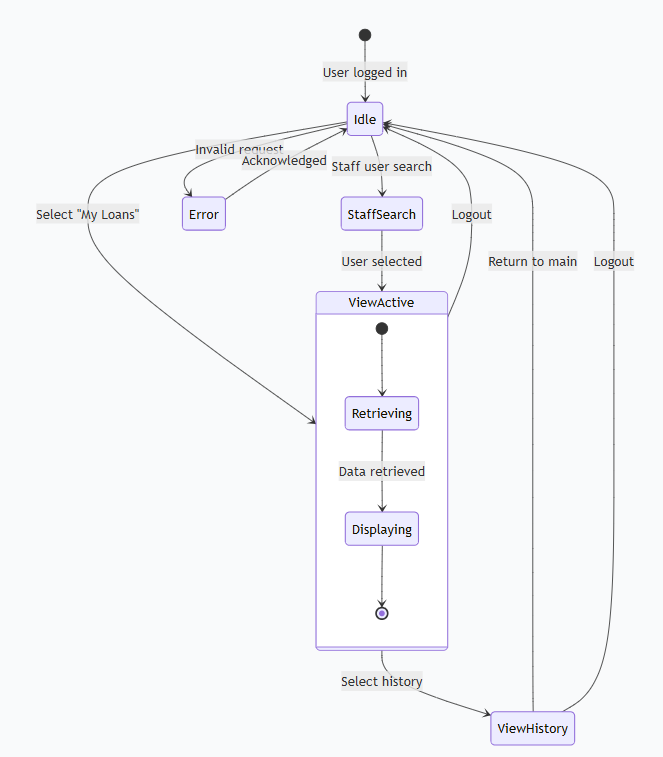 User logged in
Idle
Invalid request
Acknowledged
Staff user search
Select "My Loans"
Error
StaffSearch
Logout
User selected
Return to main
Logout
ViewActive
Retrieving
Data retrieved
Displaying
Select history
ViewHistory